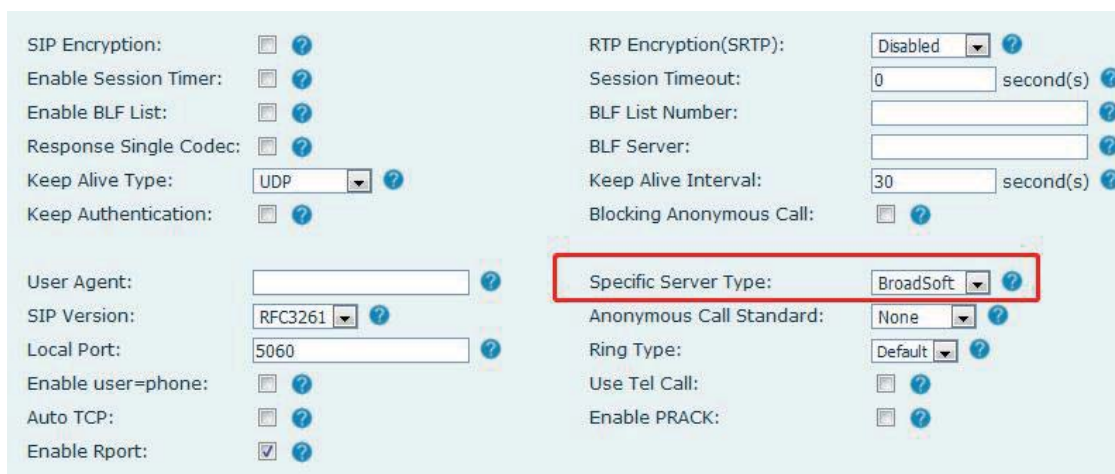 SIP Encryption: RTP Encryption(SRTP): Disabled
Enable Session Timer: Session Timeout: 0 second(s)
Enable BLF List: BLF List Number:
Response Single Codec: BLF Server:
Keep Alive Type: UDP Keep Alive Interval: 30 second(s)
Keep Authentication: Blocking Anonymous Call:
User Agent: Specific Server Type: BroadSoft
SIP Version: RFC3261 Anonymous Call Standard: None
Local Port: 5060 Ring Type: Default
Enable user=phone: Use Tel Call:
Auto TCP: Enable PRACK:
Enable Rport: